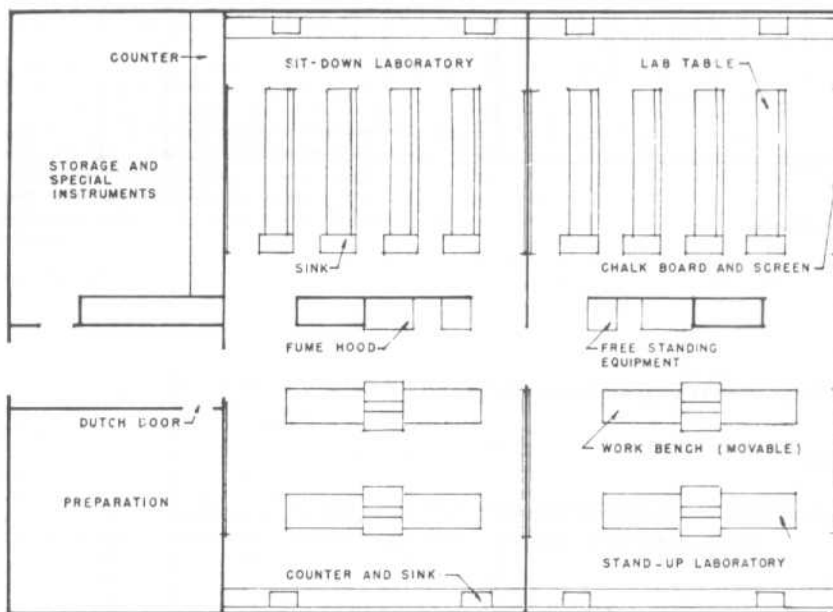 COUNTER
SIT-DOWN LABORATORY
LAB TABLE
STORAGE AND
SPECIAL
INSTRUMENTS
SINK
CHALK BOARD AND SCREEN
FUME HOOD
FREE STANDING
EQUIPMENT
DUTCH DOOR
WORK BENCH (MOVABLE)
PREPARATION
STAND-UP LABORATORY
COUNTER AND SINK